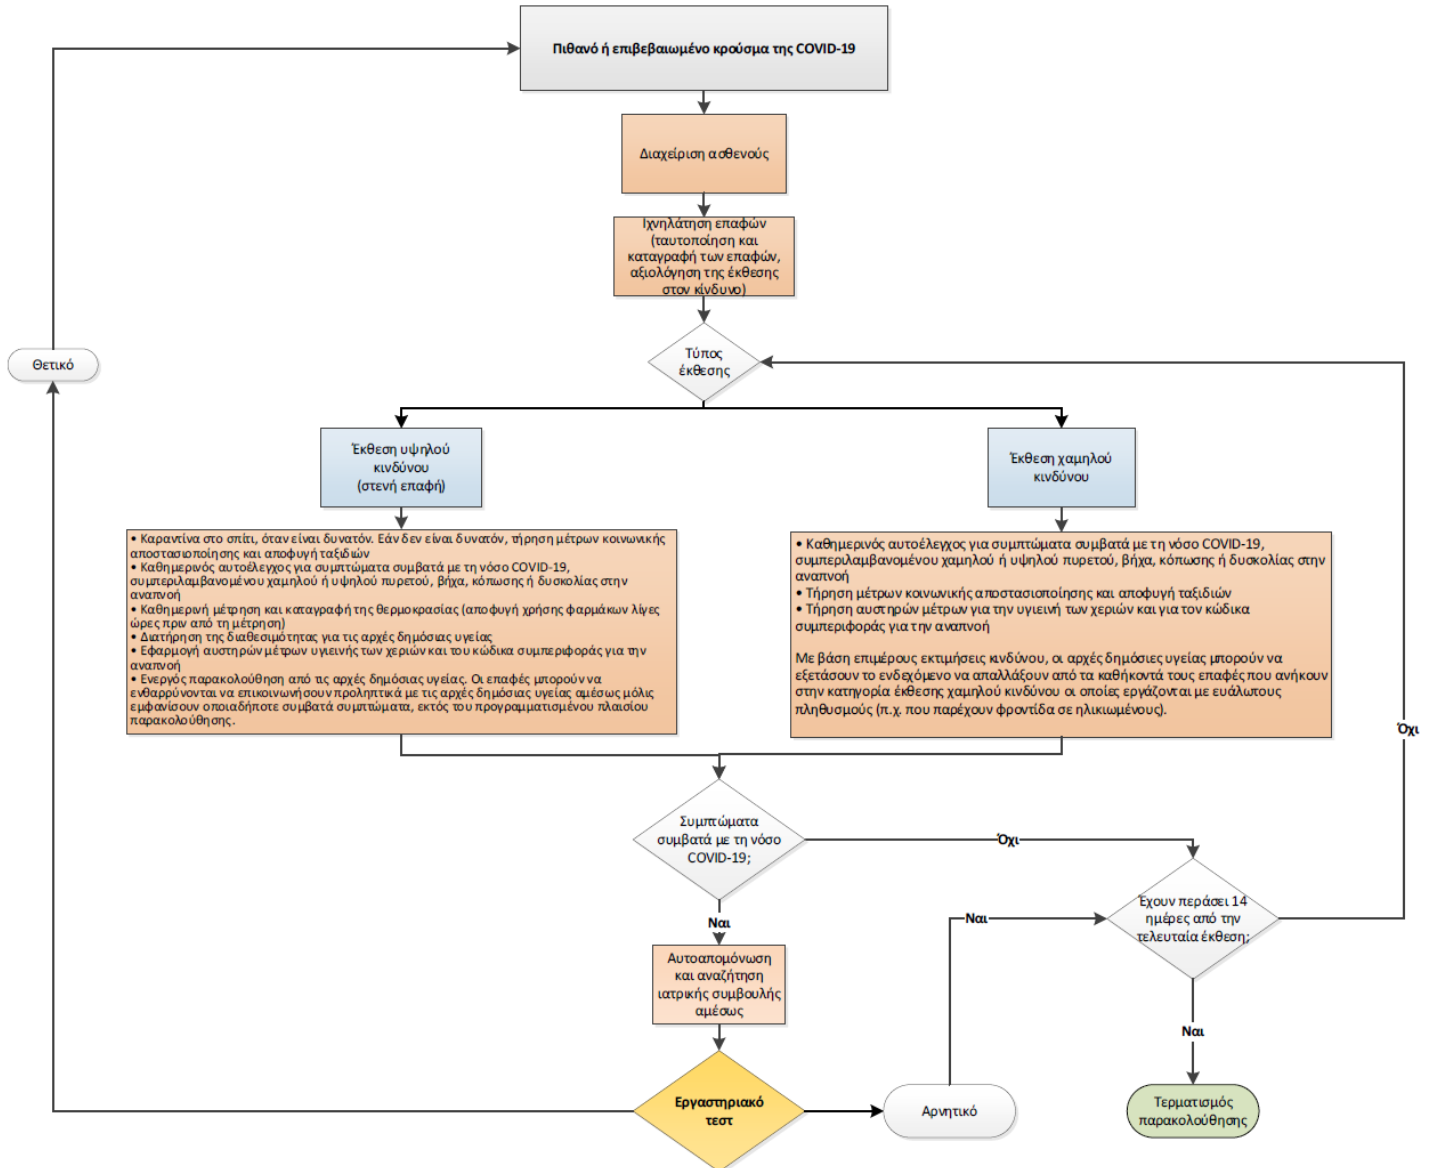 Πιθανό ή επιβεβαιωμένο κρούσμα της COVID-19
Διαχείριση ασθενούς
Ιχνηλάτηση επαφών
(ταυτοποίηση και
καταγραφή των επαφών,
αξιολόγηση της έκθεσης
στον κίνδυνο)
Θετικό
Τύπος
έκθεσης
Έκθεση υψηλού
κινδύνου
(στενή επαφή)
Έκθεση χαμηλού
κινδύνου
• Καραντίνα στο σπίτι, όταν είναι δυνατόν. Εάν δεν είναι δυνατόν, τήρηση μέτρων κοινωνικής
αποστασιοποίησης και αποφυγή ταξιδιών
• Καθημερινός αυτοέλεγχος για συμπτώματα συμβατά με τη νόσο COVID-19,
συμπεριλαμβανομένου χαμηλού ή υψηλού πυρετού, βήχα, κόπωσης ή δυσκολίας στην
αναπνοή
• Καθημερινή μέτρηση και καταγραφή της θερμοκρασίας (αποφυγή χρήσης φαρμάκων λίγες
ώρες πριν από τη μέτρηση)
• Διατήρηση της διαθεσιμότητας για τις αρχές δημόσιας υγείας
• Εφαρμογή αυστηρών μέτρων υγιεινής των χεριών και του κώδικα συμπεριφοράς για την
αναπνοή
• Ενεργός παρακολούθηση από τις αρχές δημόσιας υγείας. Οι επαφές μπορούν να
ενθαρρύνονται να επικοινωνήσουν προληπτικά με τις αρχές δημόσιας υγείας αμέσως μόλις
εμφανίσουν οποιαδήποτε συμβατά συμπτώματα, εκτός του προγραμματισμένου πλαισίου
παρακολούθησης.
• Καθημερινός αυτοέλεγχος για συμπτώματα συμβατά με τη νόσο COVID-19,
συμπεριλαμβανομένου χαμηλού ή υψηλού πυρετού, βήχα, κόπωσης ή δυσκολίας στην
αναπνοή
• Τήρηση μέτρων κοινωνικής αποστασιοποίησης και αποφυγή ταξιδιών
• Τήρηση αυστηρών μέτρων για την υγιεινή των χεριών και για τον κώδικα
συμπεριφοράς για την αναπνοή
Με βάση επιμέρους εκτιμήσεις κινδύνου, οι αρχές δημόσιες υγείας μπορούν να
εξετάσουν το ενδεχόμενο να απαλλάξουν από τα καθήκοντά τους επαφές που ανήκουν
στην κατηγορία έκθεσης χαμηλού κινδύνου οι οποίες εργάζονται με ευάλωτους
πληθυσμούς (π.χ. που παρέχουν φροντίδα σε ηλικιωμένους).
Όχι
Συμπτώματα
συμβατά με τη νόσο
COVID-19;
Όχι
Έχουν περάσει 14
ημέρες από την
τελευταία έκθεση;
Ναι
Ναι
Αυτοαπομόνωση
και αναζήτηση
ιατρικής συμβουλής
αμέσως
Ναι
Εργαστηριακό
τεστ
Αρνητικό
Τερματισμός
παρακολούθησης